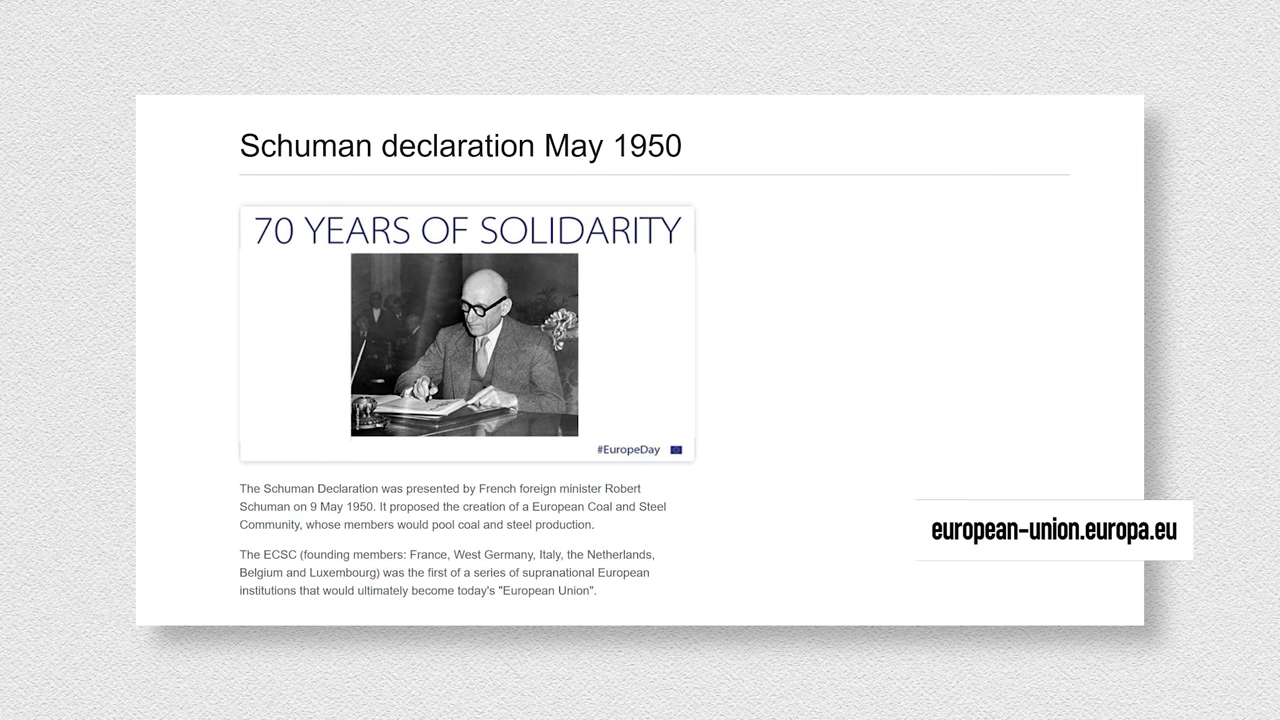 Schuman declaration May 1950
70 YEARS OF SOLIDARITY
#EuropeDay
The Schuman Declaration was presented by French foreign minister Robert
Schuman on 9 May 1950. It proposed the creation of a European Coal and Steel
Community, whose members would pool coal and steel production.
The ECSC (founding members: France, West Germany, Italy, the Netherlands,
Belgium and Luxembourg) was the first of a series of supranational European
institutions that would ultimately become today's "European Union".
european-union.europa.eu